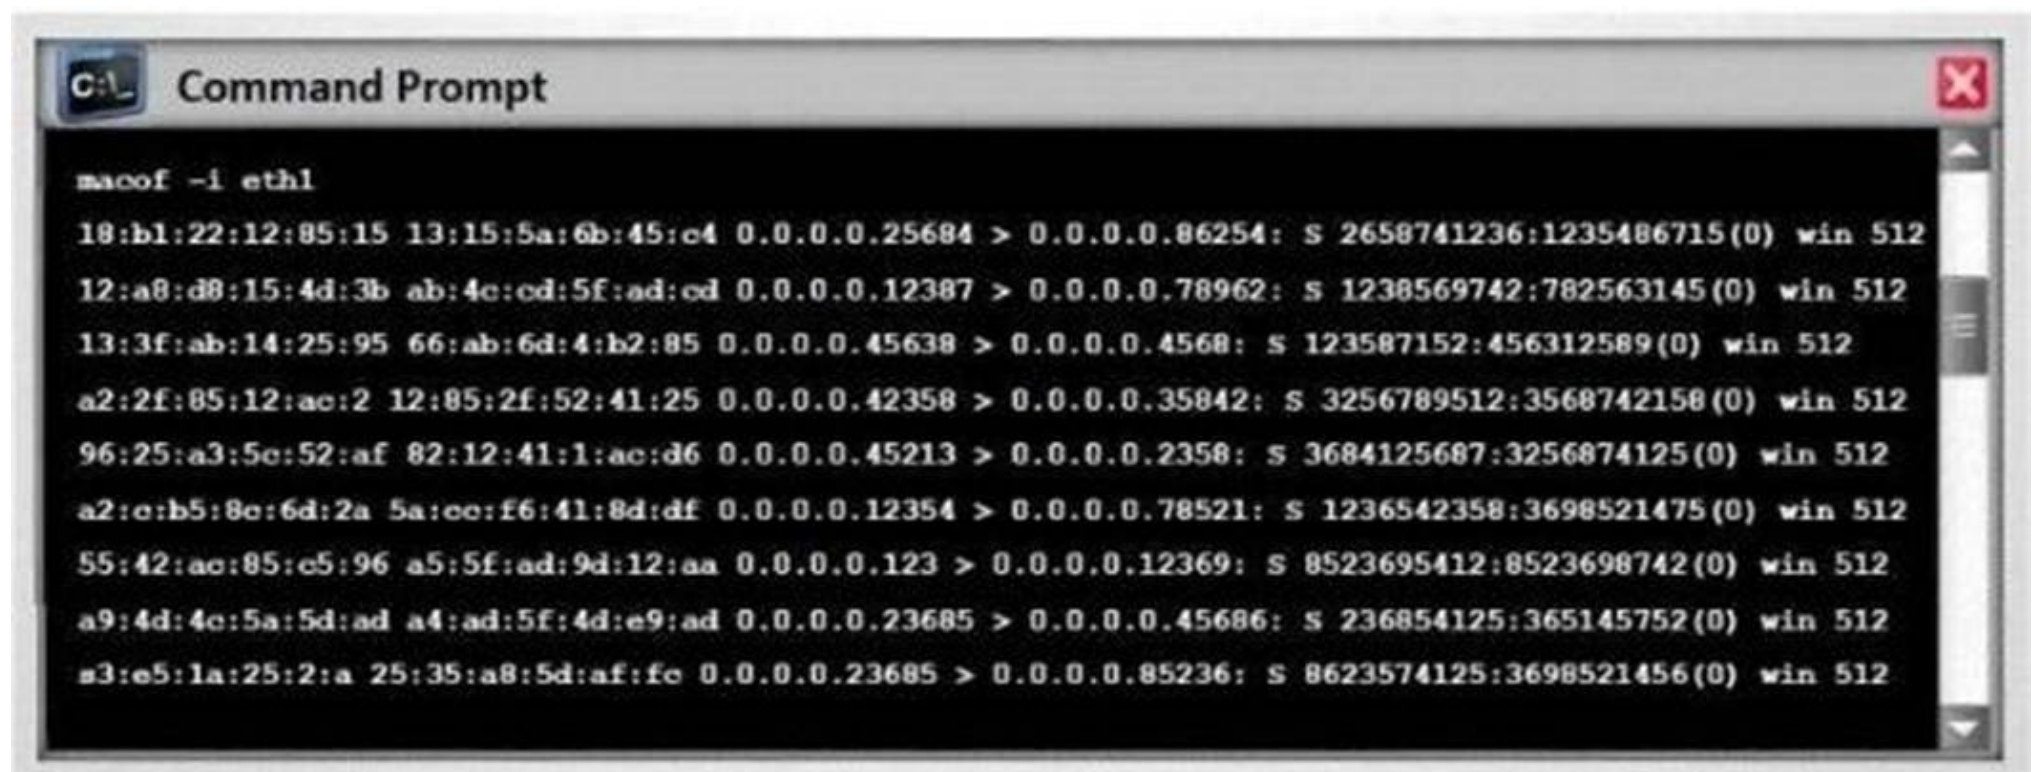 C:\_ Command Prompt
macof -i eth1
18:b1:22:12:85:15 13:15:5a:6b:45:c4 0.0.0.0.25684 > 0.0.0.0.86254: S 2658741236:1235486715(0) win 512
12:a8:d8:15:4d:3b ab:4c:cd:5f:ad:cd 0.0.0.0.12387 > 0.0.0.0.78962: S 1238569742:782563145(0) win 512
13:3f:ab:14:25:95 66:ab:6d:4:b2:85 0.0.0.0.45638 > 0.0.0.0.4568: S 123587152:456312589(0) win 512
a2:2f:85:12:ac:2 12:85:2f:52:41:25 0.0.0.0.42358 > 0.0.0.0.35842: S 3256789512:3568742158(0) win 512
96:25:a3:5c:52:af 82:12:41:1:ac:d6 0.0.0.0.45213 > 0.0.0.0.2358: S 3684125687:3256874125(0) win 512
a2:c:b5:8c:6d:2a 5a:cc:f6:41:8d:df 0.0.0.0.12354 > 0.0.0.0.78521: S 1236542358:3698521475(0) win 512
55:42:ac:85:c5:96 a5:5f:ad:9d:12:aa 0.0.0.0.123 > 0.0.0.0.12369: S 8523695412:8523698742(0) win 512
a9:4d:4c:5a:5d:ad a4:ad:5f:4d:e9:ad 0.0.0.0.23685 > 0.0.0.0.45686: S 236854125:365145752(0) win 512
s3:e5:1a:25:2:a 25:35:a8:5d:af:fc 0.0.0.0.23685 > 0.0.0.0.85236: S 8623574125:3698521456(0) win 512